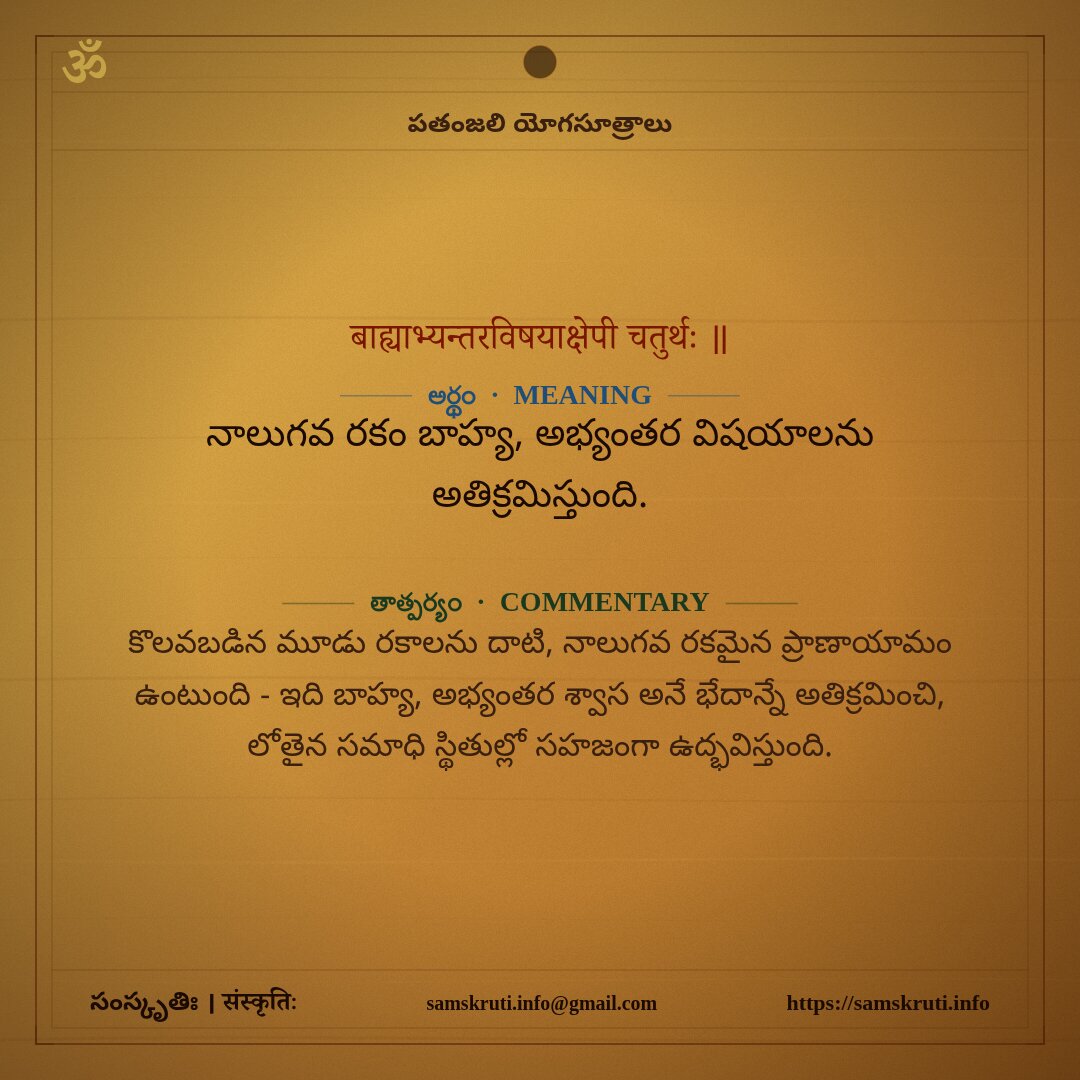 ॐ
పతంజలి యోగసూత్రాలు
बाह्याभ्यन्तरविषयाक्षेपी चतुर्थः ॥
అర్థం · MEANING
నాలుగవ రకం బాహ్య, అభ్యంతర విషయాలను
అతిక్రమిస్తుంది.
తాత్పర్యం · COMMENTARY
కొలవబడిన మూడు రకాలను దాటి, నాలుగవ రకమైన ప్రాణాయామం
ఉంటుంది - ఇది బాహ్య, అభ్యంతర శ్వాస అనే భేదాన్నే అతిక్రమించి,
లోతైన సమాధి స్థితుల్లో సహజంగా ఉద్భవిస్తుంది.
సంస్కృతిః | संस्कृतिः samskruti.info@gmail.com https://samskruti.info